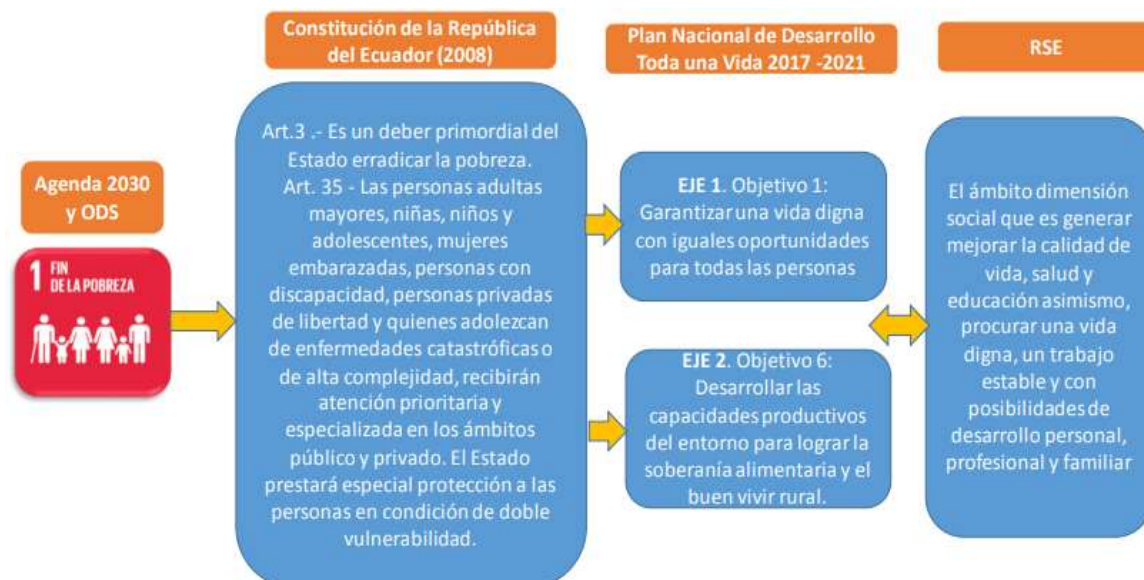 Agenda 2030
y ODS
1 FIN
DE LA POBREZA
Constitución de la República
del Ecuador (2008)
Art.3 .- Es un deber primordial del
Estado erradicar la pobreza.
Art. 35 - Las personas adultas
mayores, niñas, niños y
adolescentes, mujeres
embarazadas, personas con
discapacidad, personas privadas
de libertad y quienes adolezcan
de enfermedades catastróficas o
de alta complejidad, recibirán
atención prioritaria y
especializada en los ámbitos
público y privado. El Estado
prestará especial protección a las
personas en condición de doble
vulnerabilidad.
Plan Nacional de Desarrollo
Toda una Vida 2017 -2021
EJE 1. Objetivo 1:
Garantizar una vida digna
con iguales oportunidades
para todas las personas
EJE 2. Objetivo 6:
Desarrollar las
capacidades productivos
del entorno para lograr la
soberanía alimentaria y el
buen vivir rural.
RSE
El ámbito dimensión
social que es generar
mejorar la calidad de
vida, salud y
educación asimismo,
procurar una vida
digna, un trabajo
estable y con
posibilidades de
desarrollo personal,
profesional y familiar